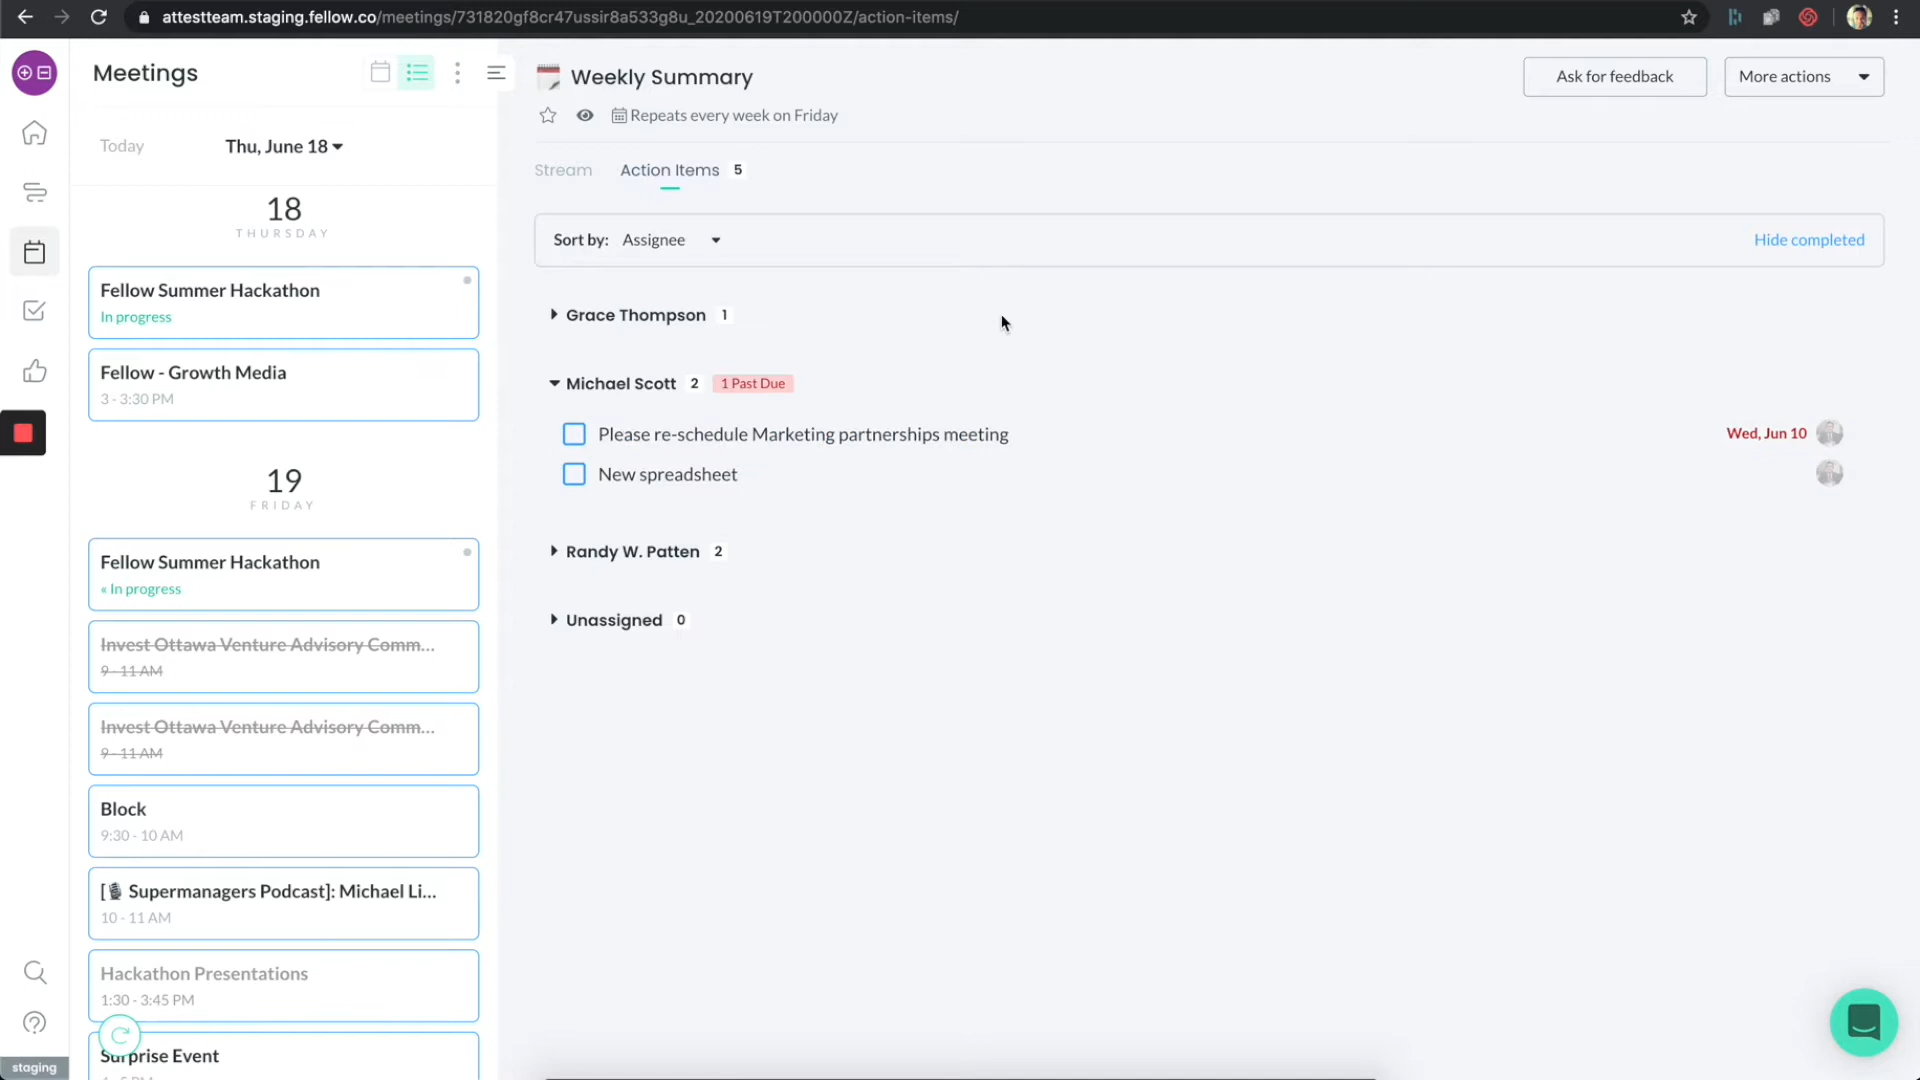 attestteam.staging.fellow.co/meetings/731820gf8cr47ussir8a533g8u_20200619T200000Z/action-items/
Meetings
Today
Thu, June 18
18
THURSDAY
Fellow Summer Hackathon
In progress
Fellow - Growth Media
3 - 3:30 PM
19
FRIDAY
Fellow Summer Hackathon
« In progress
Invest Ottawa Venture Advisory Comm...
9 - 11 AM
Invest Ottawa Venture Advisory Comm...
9 - 11 AM
Block
9:30 - 10 AM
[🎙 Supermanagers Podcast]: Michael Li...
10 - 11 AM
Hackathon Presentations
1:30 - 3:45 PM
Surprise Event
staging
Weekly Summary
Repeats every week on Friday
Ask for feedback
More actions
Stream
Action Items 5
Sort by: Assignee
Hide completed
Grace Thompson 1
Michael Scott 2 1 Past Due
Please re-schedule Marketing partnerships meeting Wed, Jun 10
New spreadsheet
Randy W. Patten 2
Unassigned 0